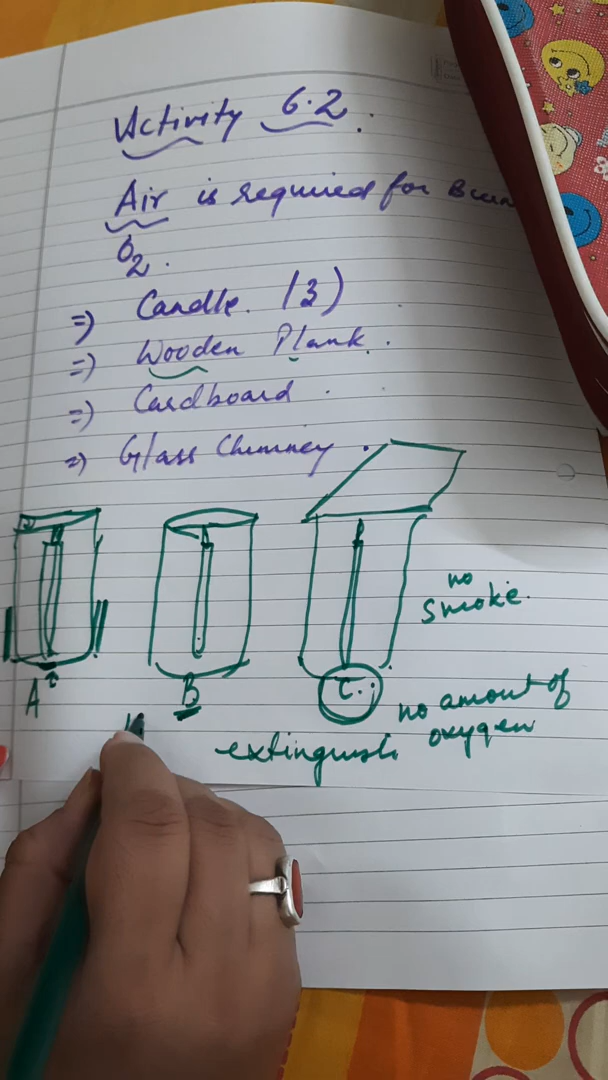 Activity 6.2.
Air is required for
O2.
=> Candle. (3)
=> Wooden Plank.
=> Cardboard.
=> Glass Chimney.
no
smoke.
A
B
C.
no amount of
oxygen
extinguish